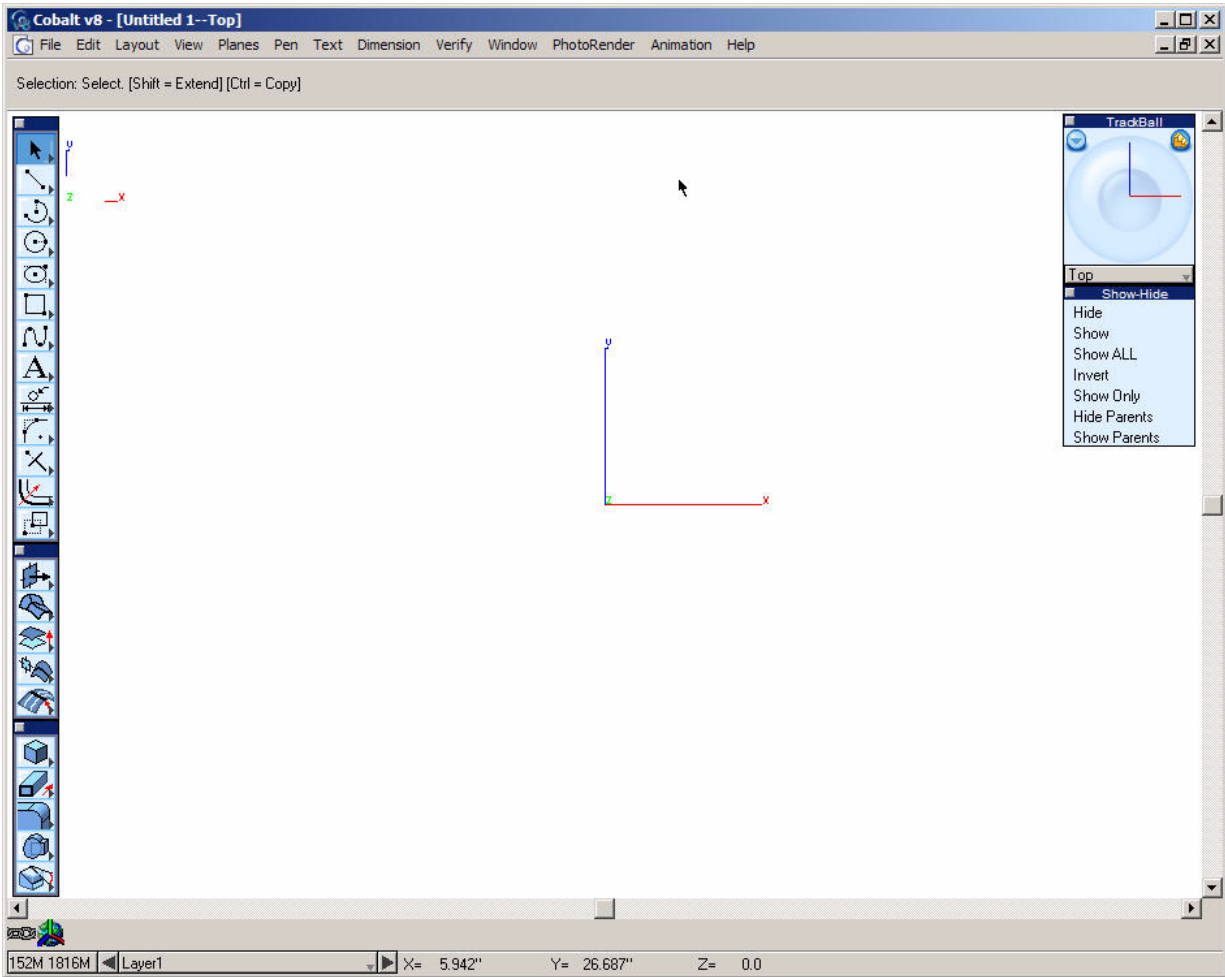 Cobalt v8 - [Untitled 1--Top]
File Edit Layout View Planes Pen Text Dimension Verify Window PhotoRender Animation Help
Selection: Select. [Shift = Extend] [Ctrl = Copy]
TrackBall
y
z x
A
Top
Show-Hide
Hide
Show
Show ALL
Invert
Show Only
Hide Parents
Show Parents
y
z x
152M 1816M Layer1 X= 5.942" Y= 26.687" Z= 0.0